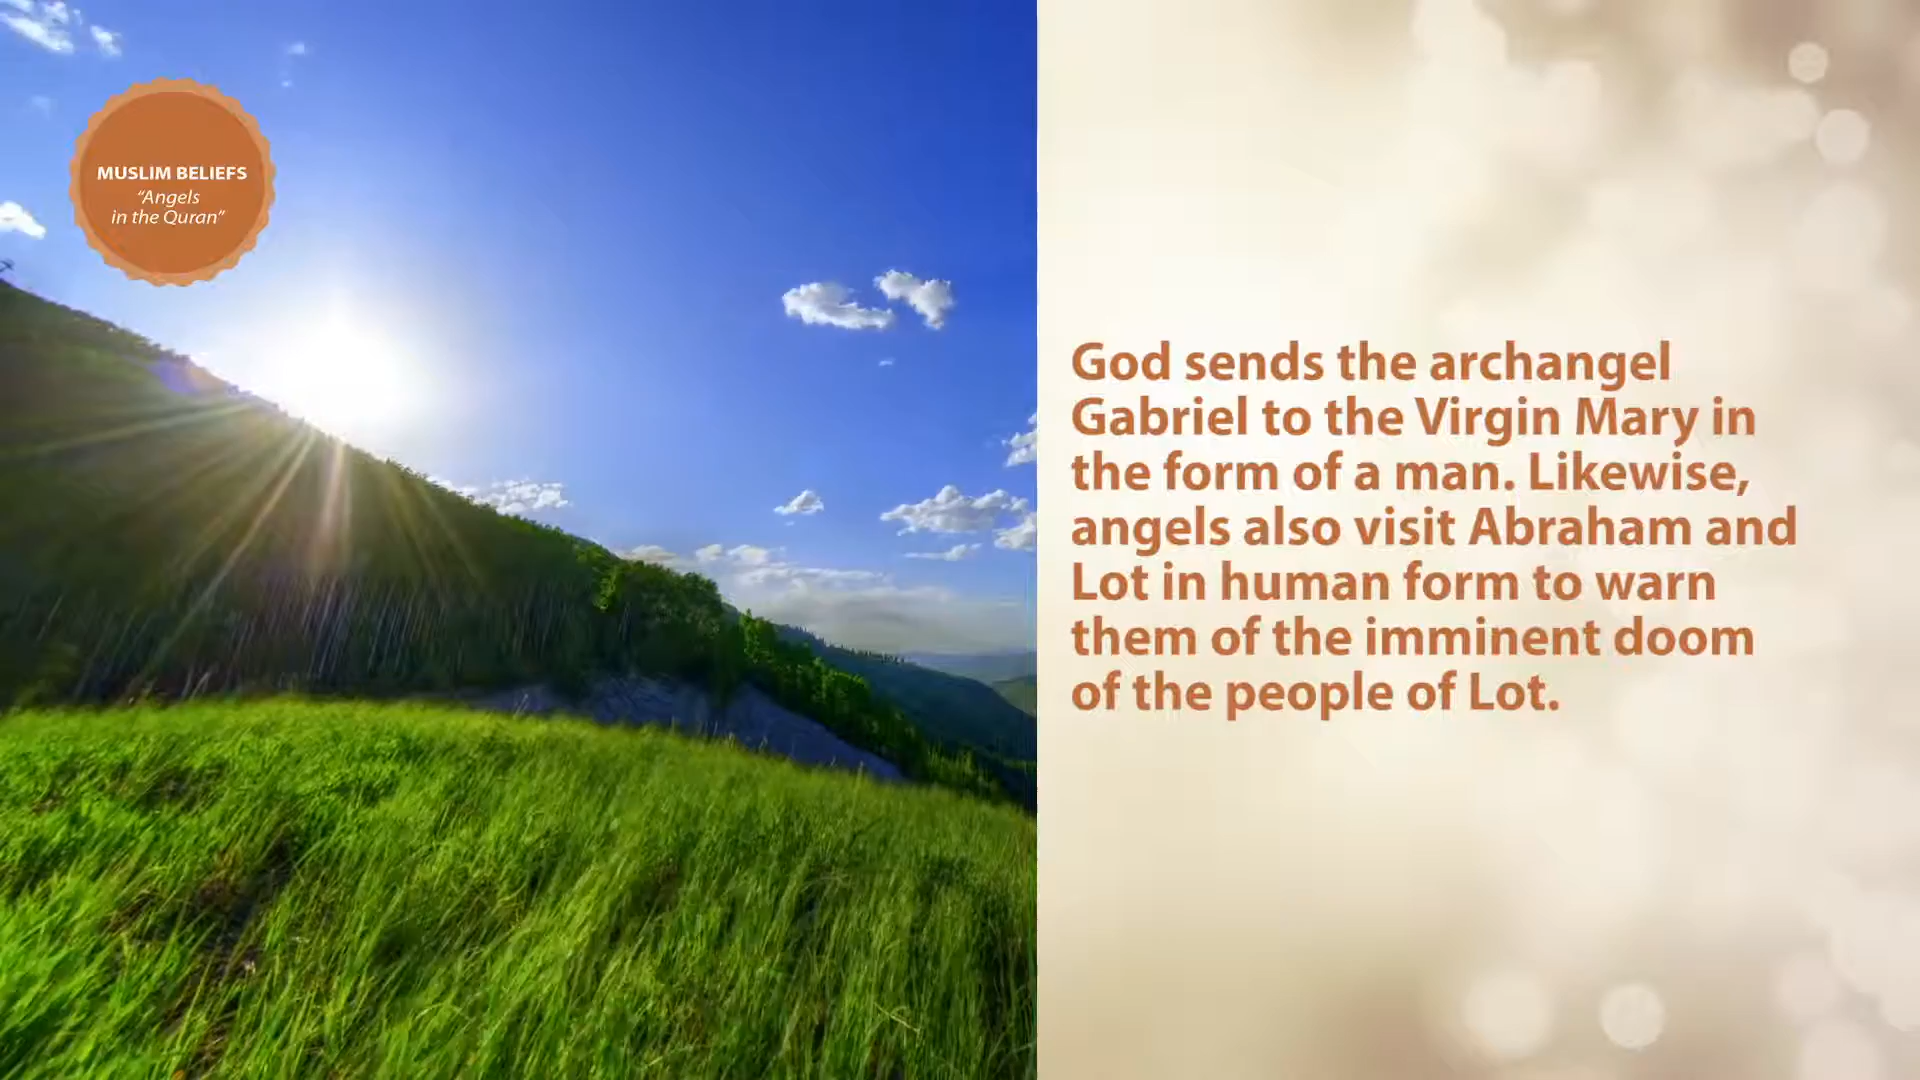 MUSLIM BELIEFS
“Angels
in the Quran”
God sends the archangel
Gabriel to the Virgin Mary in
the form of a man. Likewise,
angels also visit Abraham and
Lot in human form to warn
them of the imminent doom
of the people of Lot.